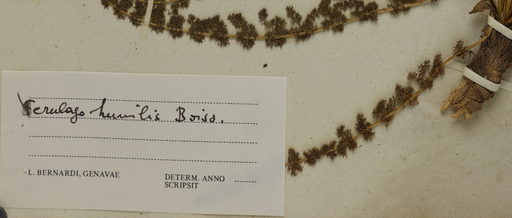 Ferulago humilis Boiss.
L. BERNARDI, GENAVAE
DETERM. ANNO ........
SCRIPSIT